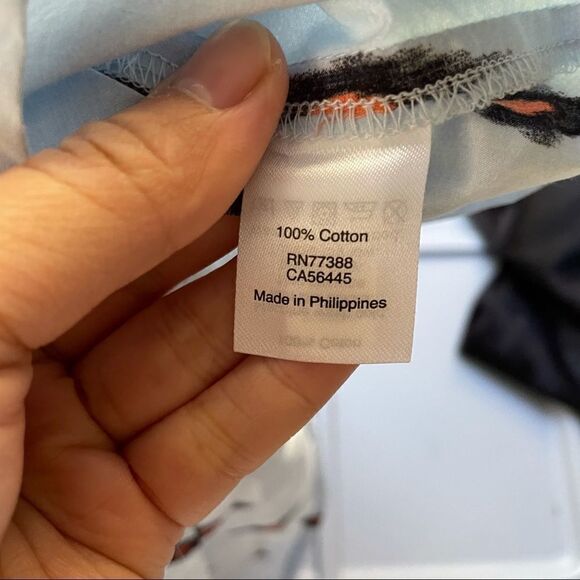 100% Cotton
RN77388
CA56445
Made in Philippines